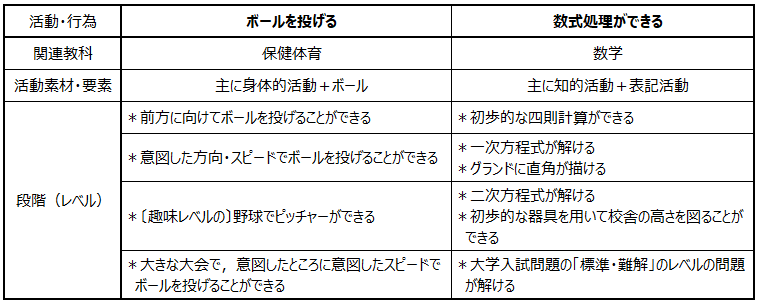 活動・行為 ボールを投げる 数式処理ができる
関連教科 保健体育 数学
活動素材・要素 主に身体的活動＋ボール 主に知的活動＋表記活動
段階（レベル）
＊前方に向けてボールを投げることができる ＊初歩的な四則計算ができる
＊意図した方向・スピードでボールを投げることができる ＊一次方程式が解ける
＊グランドに直角が描ける
＊〔趣味レベルの〕野球でピッチャーができる ＊二次方程式が解ける
＊初歩的な器具を用いて校舎の高さを図ることが
できる
＊大きな大会で，意図したところに意図したスピードで ＊大学入試問題の「標準・難解」のレベルの問題
ボールを投げることができる が解ける